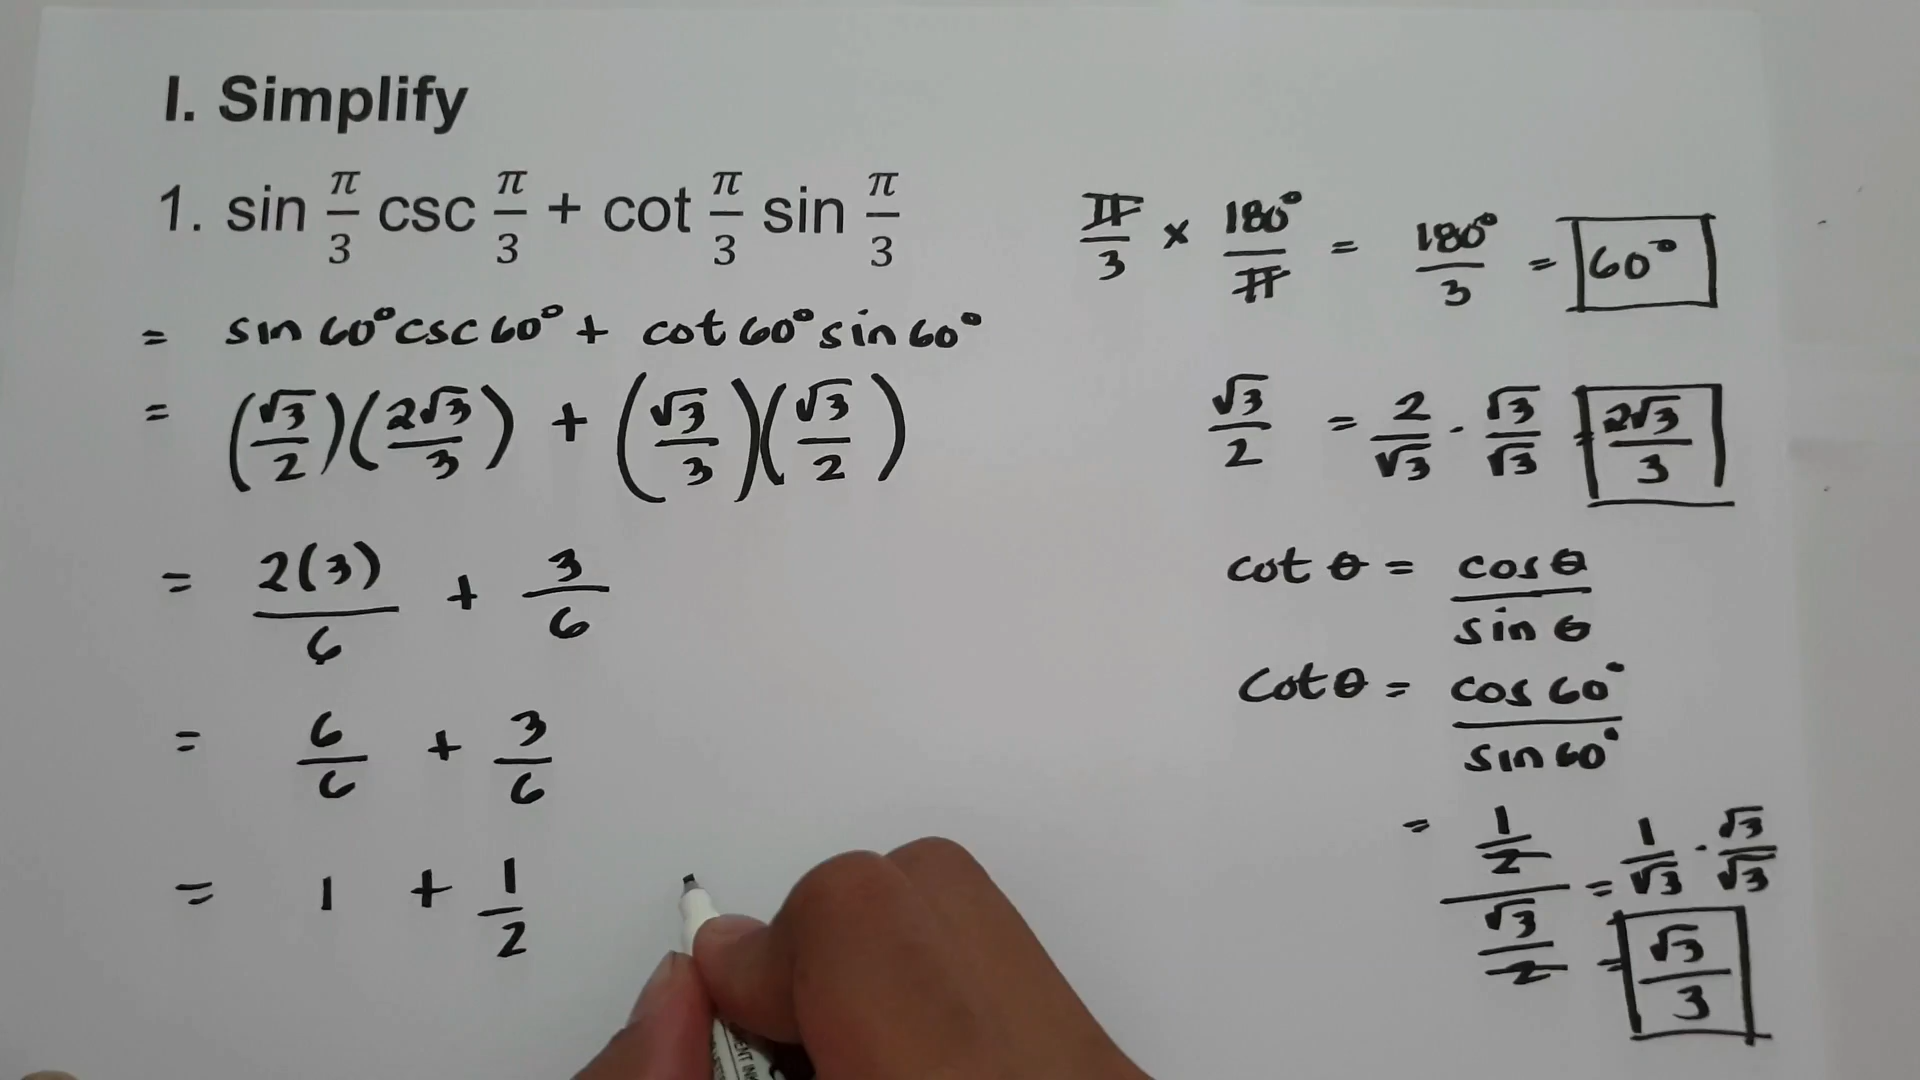 I. Simplify
1. sin π/3 csc π/3 + cot π/3 sin π/3
= sin 60° csc 60° + cot 60° sin 60°
= (√3/2)(2√3/3) + (√3/3)(√3/2)
= 2(3)/6 + 3/6
= 6/6 + 3/6
= 1 + 1/2
π/3 × 180°/π = 180°/3 = 60°
√3/2 = 2/√3 · √3/√3 = 2√3/3
cot θ = cos θ/sin θ
cot θ = cos 60°/sin 60°
= 1/2/√3/2 = 1/√3 · √3/√3
= √3/3